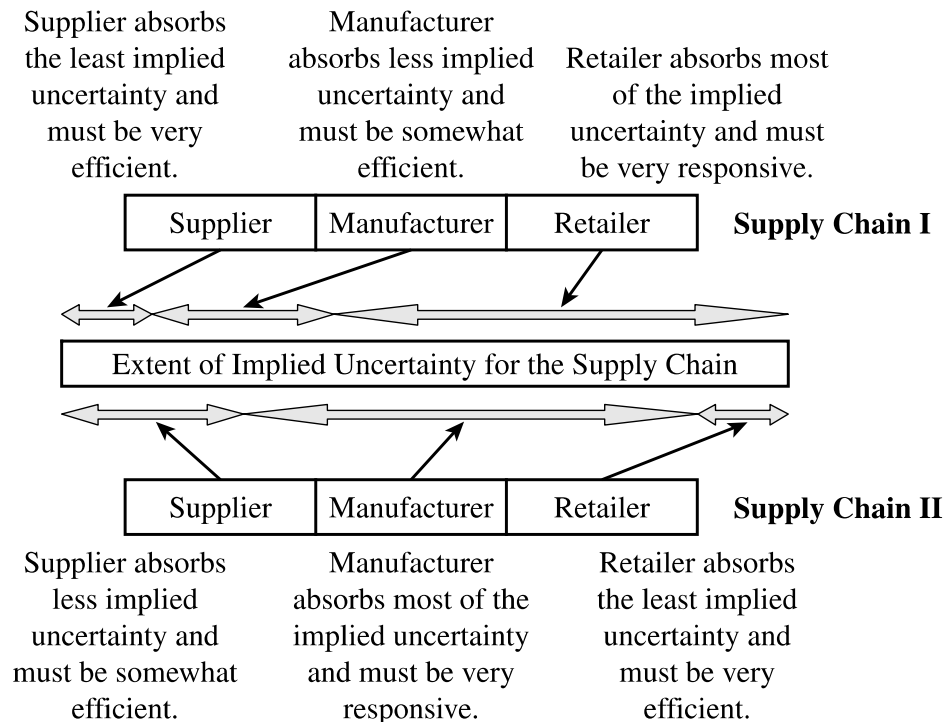 Supplier absorbs
the least implied
uncertainty and
must be very
efficient.
Manufacturer
absorbs less implied
uncertainty and
must be somewhat
efficient.
Retailer absorbs most
of the implied
uncertainty and must
be very responsive.
Supplier
Manufacturer
Retailer
Supply Chain I
Extent of Implied Uncertainty for the Supply Chain
Supplier
Manufacturer
Retailer
Supply Chain II
Supplier absorbs
less implied
uncertainty and
must be somewhat
efficient.
Manufacturer
absorbs most of the
implied uncertainty
and must be very
responsive.
Retailer absorbs
the least implied
uncertainty and
must be very
efficient.